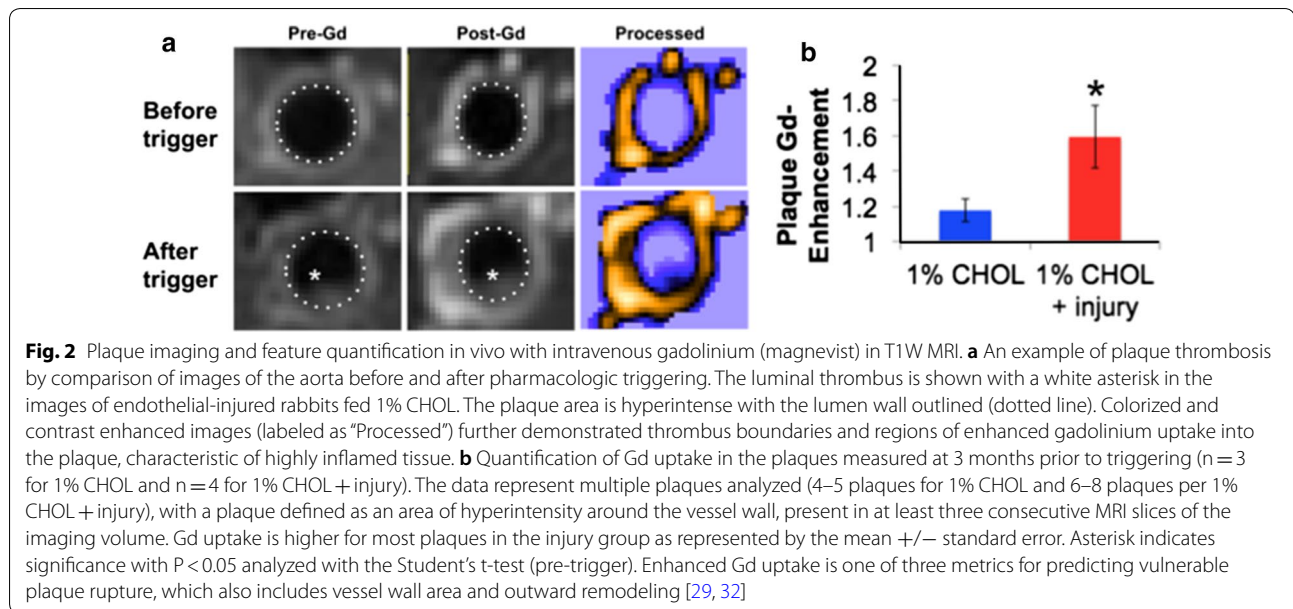 a
Pre-Gd Post-Gd Processed
Before
trigger
After
trigger
*
*
b
Plaque Gd-
Enhancement
2
1.8
1.6
1.4
1.2
1
*
1% CHOL 1% CHOL
+ injury
Fig. 2 Plaque imaging and feature quantification in vivo with intravenous gadolinium (magnevist) in T1W MRI. a An example of plaque thrombosis
by comparison of images of the aorta before and after pharmacologic triggering. The luminal thrombus is shown with a white asterisk in the
images of endothelial-injured rabbits fed 1% CHOL. The plaque area is hyperintense with the lumen wall outlined (dotted line). Colorized and
contrast enhanced images (labeled as “Processed”) further demonstrated thrombus boundaries and regions of enhanced gadolinium uptake into
the plaque, characteristic of highly inflamed tissue. b Quantification of Gd uptake in the plaques measured at 3 months prior to triggering (n = 3
for 1% CHOL and n = 4 for 1% CHOL + injury). The data represent multiple plaques analyzed (4–5 plaques for 1% CHOL and 6–8 plaques per 1%
CHOL + injury), with a plaque defined as an area of hyperintensity around the vessel wall, present in at least three consecutive MRI slices of the
imaging volume. Gd uptake is higher for most plaques in the injury group as represented by the mean +/− standard error. Asterisk indicates
significance with P < 0.05 analyzed with the Student’s t-test (pre-trigger). Enhanced Gd uptake is one of three metrics for predicting vulnerable
plaque rupture, which also includes vessel wall area and outward remodeling [29, 32]